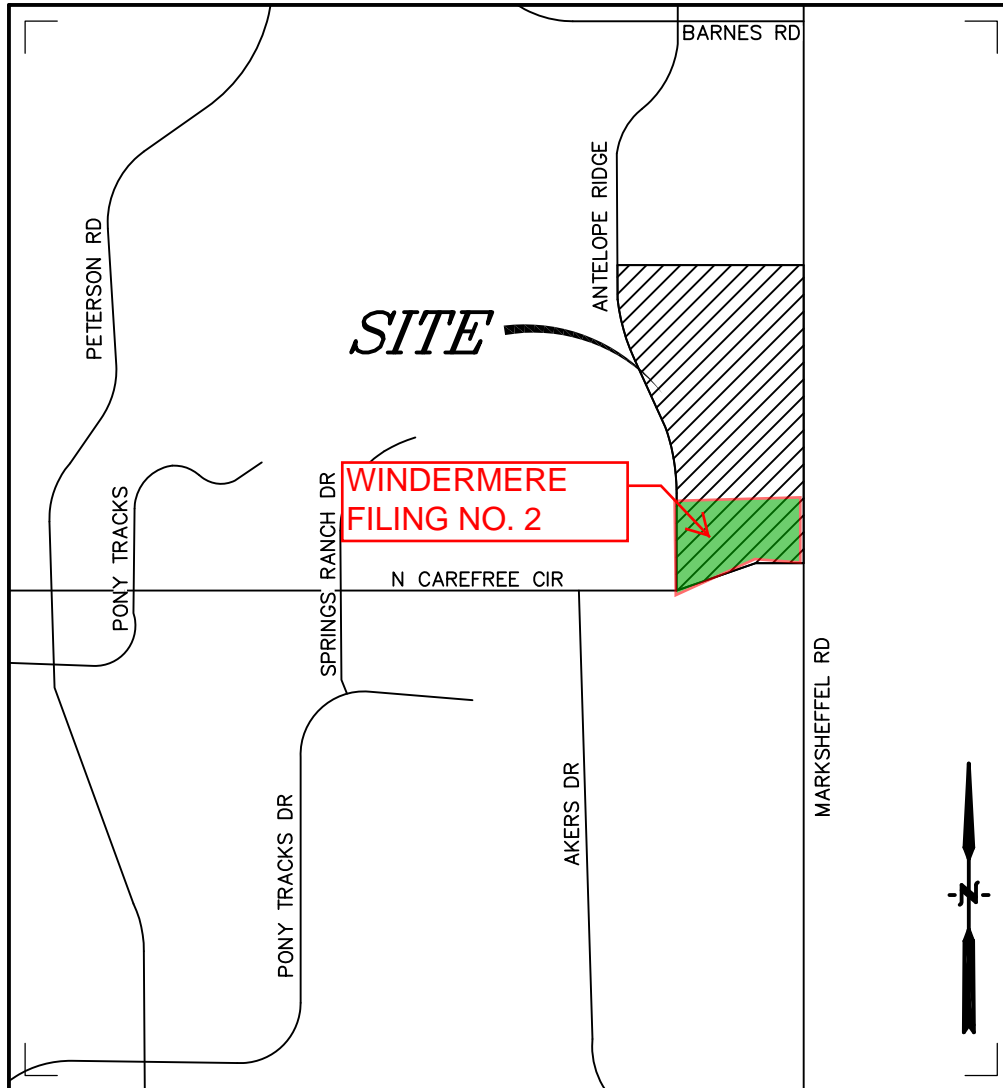 BARNES RD
ANTELOPE RIDGE
PETERSON RD
SITE
WINDERMERE
FILING NO. 2
SPRINGS RANCH DR
PONY TRACKS
N CAREFREE CIR
MARKSHEFFEL RD
AKERS DR
PONY TRACKS DR
-N-